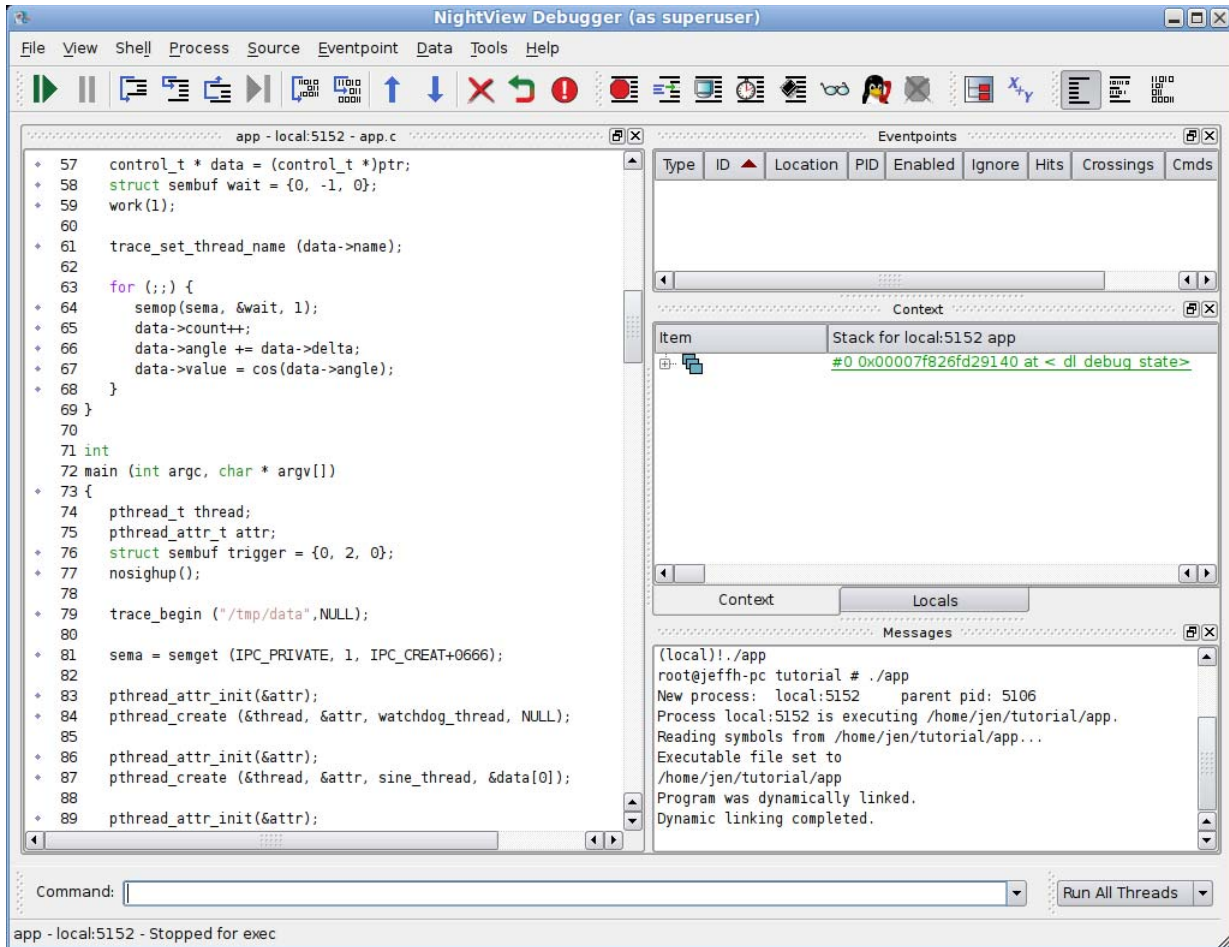 NightView Debugger (as superuser)
File View Shell Process Source Eventpoint Data Tools Help
app - local:5152 - app.c
57 control_t * data = (control_t *)ptr;
58 struct sembuf wait = {0, -1, 0};
59 work(1);
60
61 trace_set_thread_name (data->name);
62
63 for (;;) {
64 semop(sema, &wait, 1);
65 data->count++;
66 data->angle += data->delta;
67 data->value = cos(data->angle);
68 }
69 }
70
71 int
72 main (int argc, char * argv[])
73 {
74 pthread_t thread;
75 pthread_attr_t attr;
76 struct sembuf trigger = {0, 2, 0};
77 nosighup();
78
79 trace_begin ("/tmp/data",NULL);
80
81 sema = semget (IPC_PRIVATE, 1, IPC_CREAT+0666);
82
83 pthread_attr_init(&attr);
84 pthread_create (&thread, &attr, watchdog_thread, NULL);
85
86 pthread_attr_init(&attr);
87 pthread_create (&thread, &attr, sine_thread, &data[0]);
88
89 pthread_attr_init(&attr);
Eventpoints
Type ID Location PID Enabled Ignore Hits Crossings Cmds
Context
Item Stack for local:5152 app
#0 0x00007f826fd29140 at < dl debug state>
Context Locals
Messages
(local)!./app
root@jeffh-pc tutorial # ./app
New process: local:5152 parent pid: 5106
Process local:5152 is executing /home/jen/tutorial/app.
Reading symbols from /home/jen/tutorial/app...
Executable file set to
/home/jen/tutorial/app
Program was dynamically linked.
Dynamic linking completed.
Command:
Run All Threads
app - local:5152 - Stopped for exec